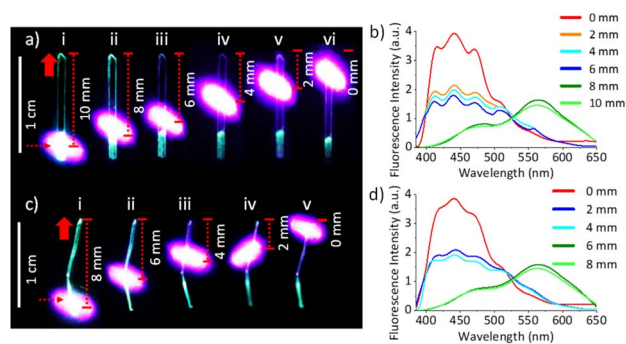 a) i ii iii iv v vi
1 cm
10 mm
8 mm
6 mm
4 mm
2 mm
0 mm
c) i ii iii iv v
1 cm
8 mm
6 mm
4 mm
2 mm
0 mm
b)
Fluorescence Intensity (a.u.)
4
3
2
1
0
400 450 500 550 600 650
Wavelength (nm)
0 mm
2 mm
4 mm
6 mm
8 mm
10 mm
d)
Fluorescence Intensity (a.u.)
4
3
2
1
0
400 450 500 550 600 650
Wavelength (nm)
0 mm
2 mm
4 mm
6 mm
8 mm